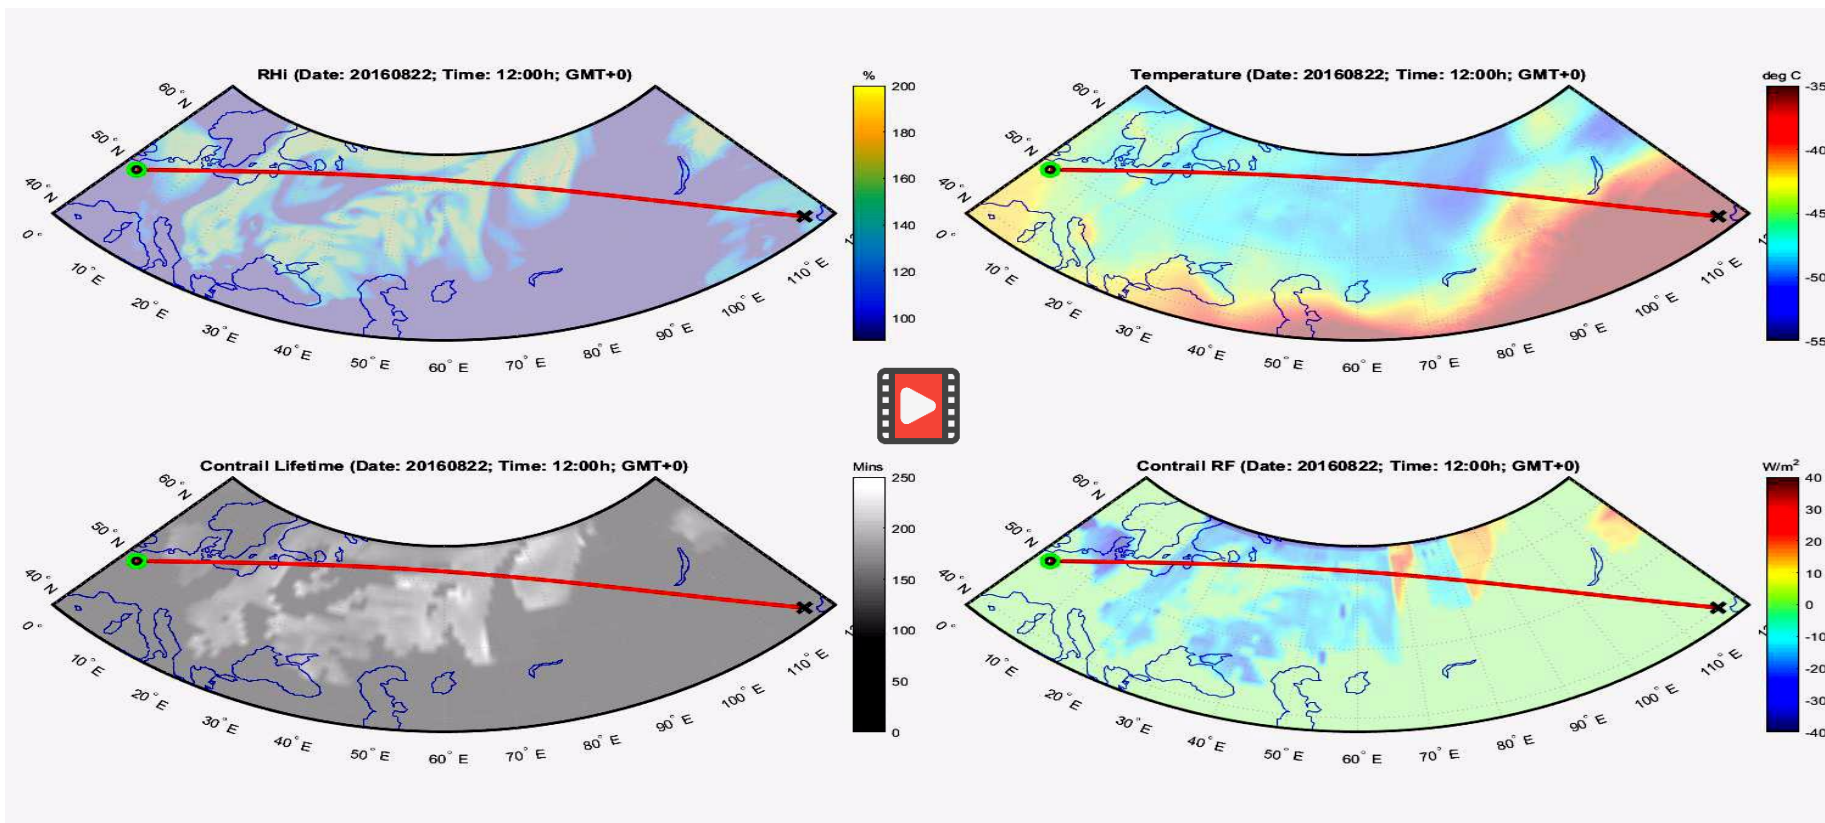 RHi (Date: 20160822; Time: 12:00h; GMT+0)
%
200
180
160
140
120
100
60° N
50° N
40° N
0°
10° E
20° E
30° E
40° E
50° E
60° E
70° E
80° E
90° E
100° E
110° E
Temperature (Date: 20160822; Time: 12:00h; GMT+0)
deg C
-35
-40
-45
-50
-55
60° N
50° N
40° N
0°
10° E
20° E
30° E
40° E
50° E
60° E
70° E
80° E
90° E
100° E
110° E
Contrail Lifetime (Date: 20160822; Time: 12:00h; GMT+0)
Mins
250
200
150
100
50
0
60° N
50° N
40° N
0°
10° E
20° E
30° E
40° E
50° E
60° E
70° E
80° E
90° E
100° E
110° E
Contrail RF (Date: 20160822; Time: 12:00h; GMT+0)
W/m²
40
30
20
10
0
-10
-20
-30
-40
60° N
50° N
40° N
0°
10° E
20° E
30° E
40° E
50° E
60° E
70° E
80° E
90° E
100° E
110° E